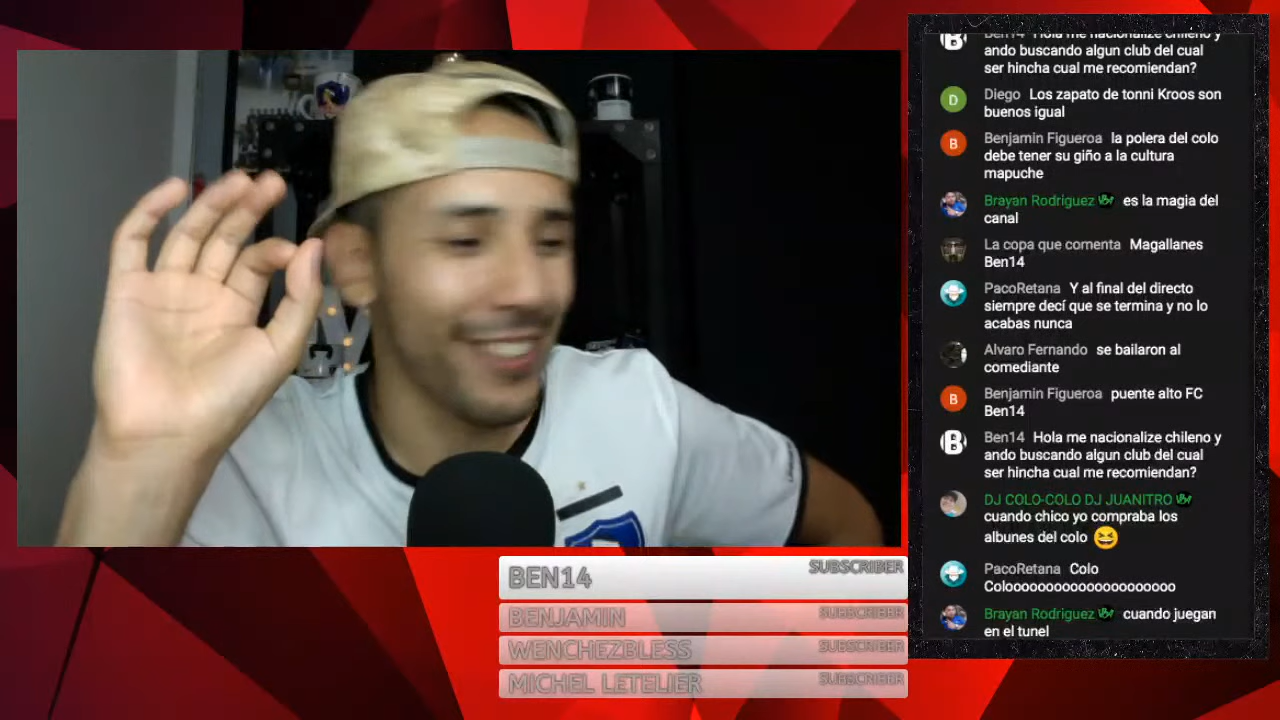 Ben14 Hola me nacionalize chileno y
ando buscando algun club del cual
ser hincha cual me recomiendan?
Diego Los zapato de tonni Kroos son
buenos igual
Benjamin Figueroa la polera del colo
debe tener su giño a la cultura
mapuche
Brayan Rodriguez es la magia del
canal
La copa que comenta Magallanes
Ben14
PacoRetana Y al final del directo
siempre decí que se termina y no lo
acabas nunca
Alvaro Fernando se bailaron al
comediante
Benjamin Figueroa puente alto FC
Ben14
Ben14 Hola me nacionalize chileno y
ando buscando algun club del cual
ser hincha cual me recomiendan?
DJ COLO-COLO DJ JUANITRO
cuando chico yo compraba los
albunes del colo
PacoRetana Colo
Coloooooooooooooooooooo
Brayan Rodriguez cuando juegan
en el tunel
BEN14 SUBSCRIBER
BENJAMIN SUBSCRIBER
WENCHEZBLESS SUBSCRIBER
MICHEL LETELIER SUBSCRIBER